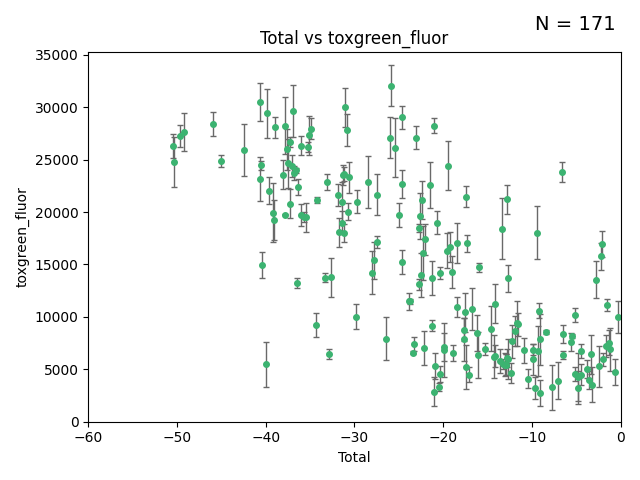 N = 171
Total vs toxgreen_fluor
35000
30000
25000
20000
15000
10000
5000
0
toxgreen_fluor
−60 −50 −40 −30 −20 −10 0
Total